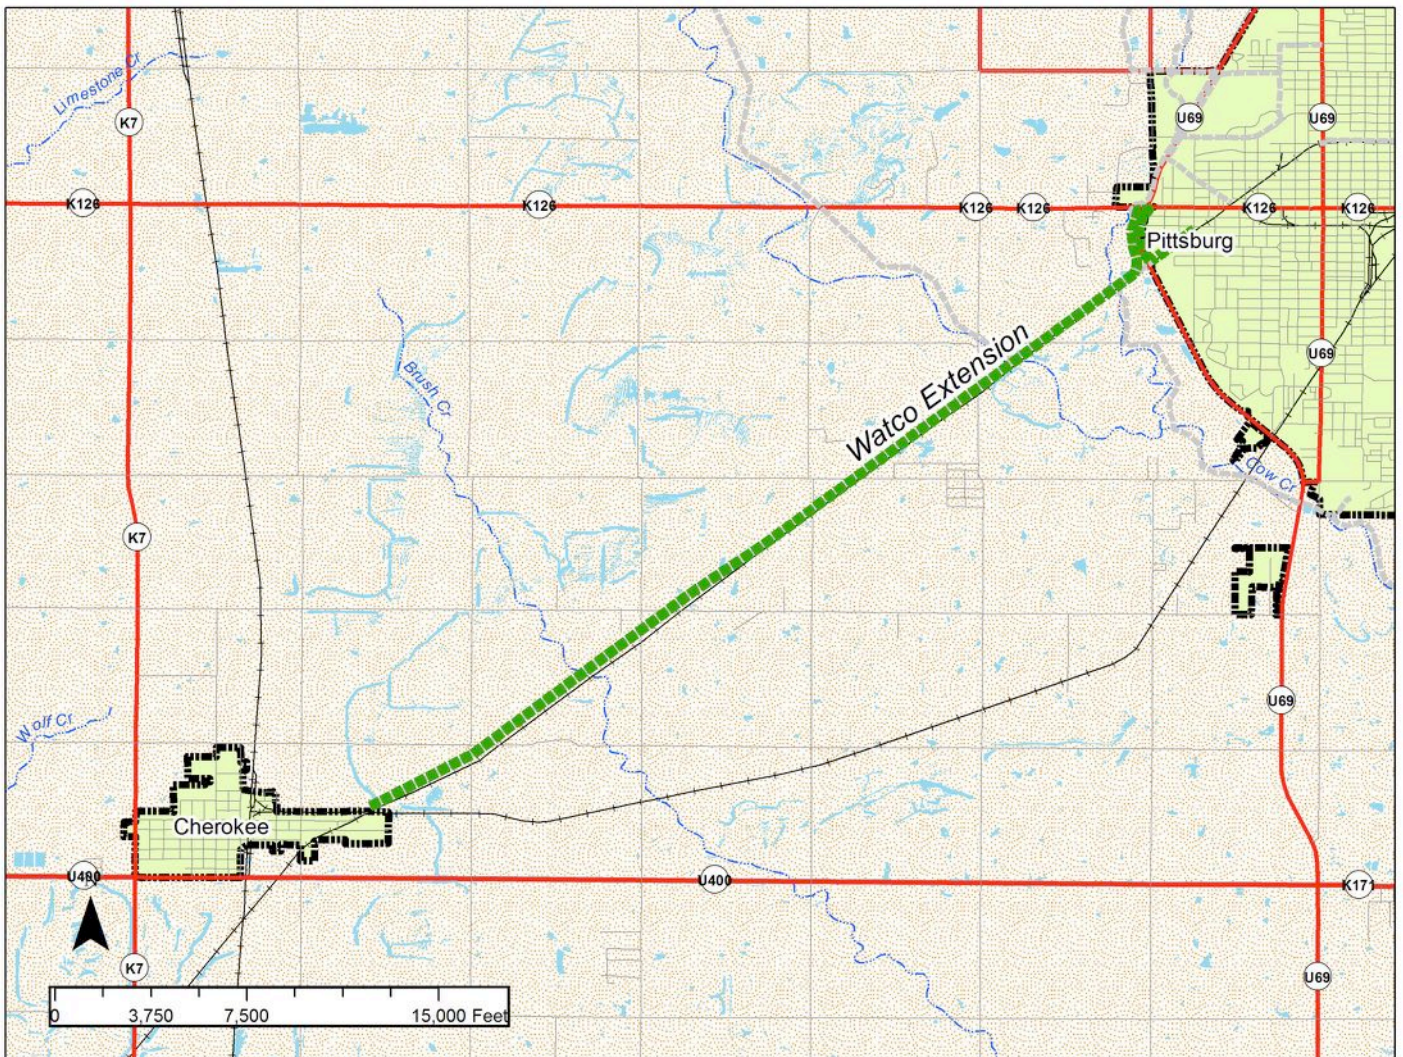 Limestone Cr
K7
U69
U69
K126
K126
K126
K126
K126
K126
Pittsburg
Watco Extension
U69
Brush Cr
Cow Cr
K7
U69
Wolf Cr
Cherokee
U400
U400
K171
K7
U69
0 3,750 7,500 15,000 Feet